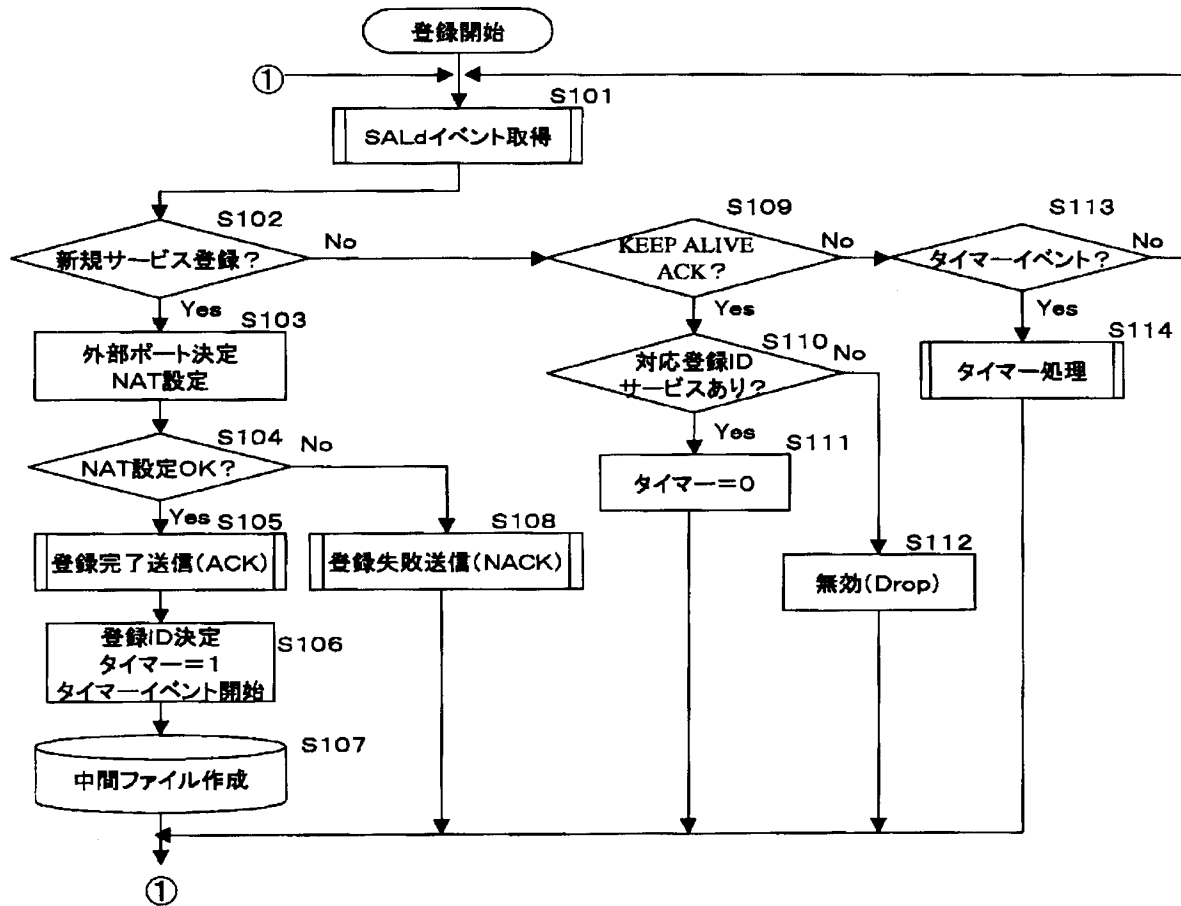 登録開始
①
S101
SALdイベント取得
S102
新規サービス登録？
No
Yes
S109
KEEP ALIVE
ACK？
No
Yes
S113
タイマーイベント？
No
Yes
S103
外部ポート決定
NAT設定
S110
対応登録ID
サービスあり？
No
Yes
S114
タイマー処理
S104
NAT設定OK？
No
Yes
S111
タイマー＝0
S105
登録完了送信(ACK)
S108
登録失敗送信(NACK)
S112
無効(Drop)
S106
登録ID決定
タイマー＝1
タイマーイベント開始
S107
中間ファイル作成
①